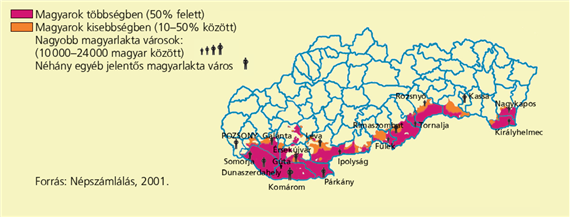 Magyarok többségben (50% felett)
Magyarok kisebbségben (10–50% között)
Nagyobb magyarlakta városok:
(10000–24000 magyar között)
Néhány egyéb jelentős magyarlakta város
Rozsnyó
Kassa
Nagykapos
Királyhelmec
Rimaszombat
Tornalja
Fülek
POZSONY
Galánta
Léva
Érsekújvár
Ipolyság
Somorja
Gúta
Dunaszerdahely
Párkány
Komárom
Forrás: Népszámlálás, 2001.